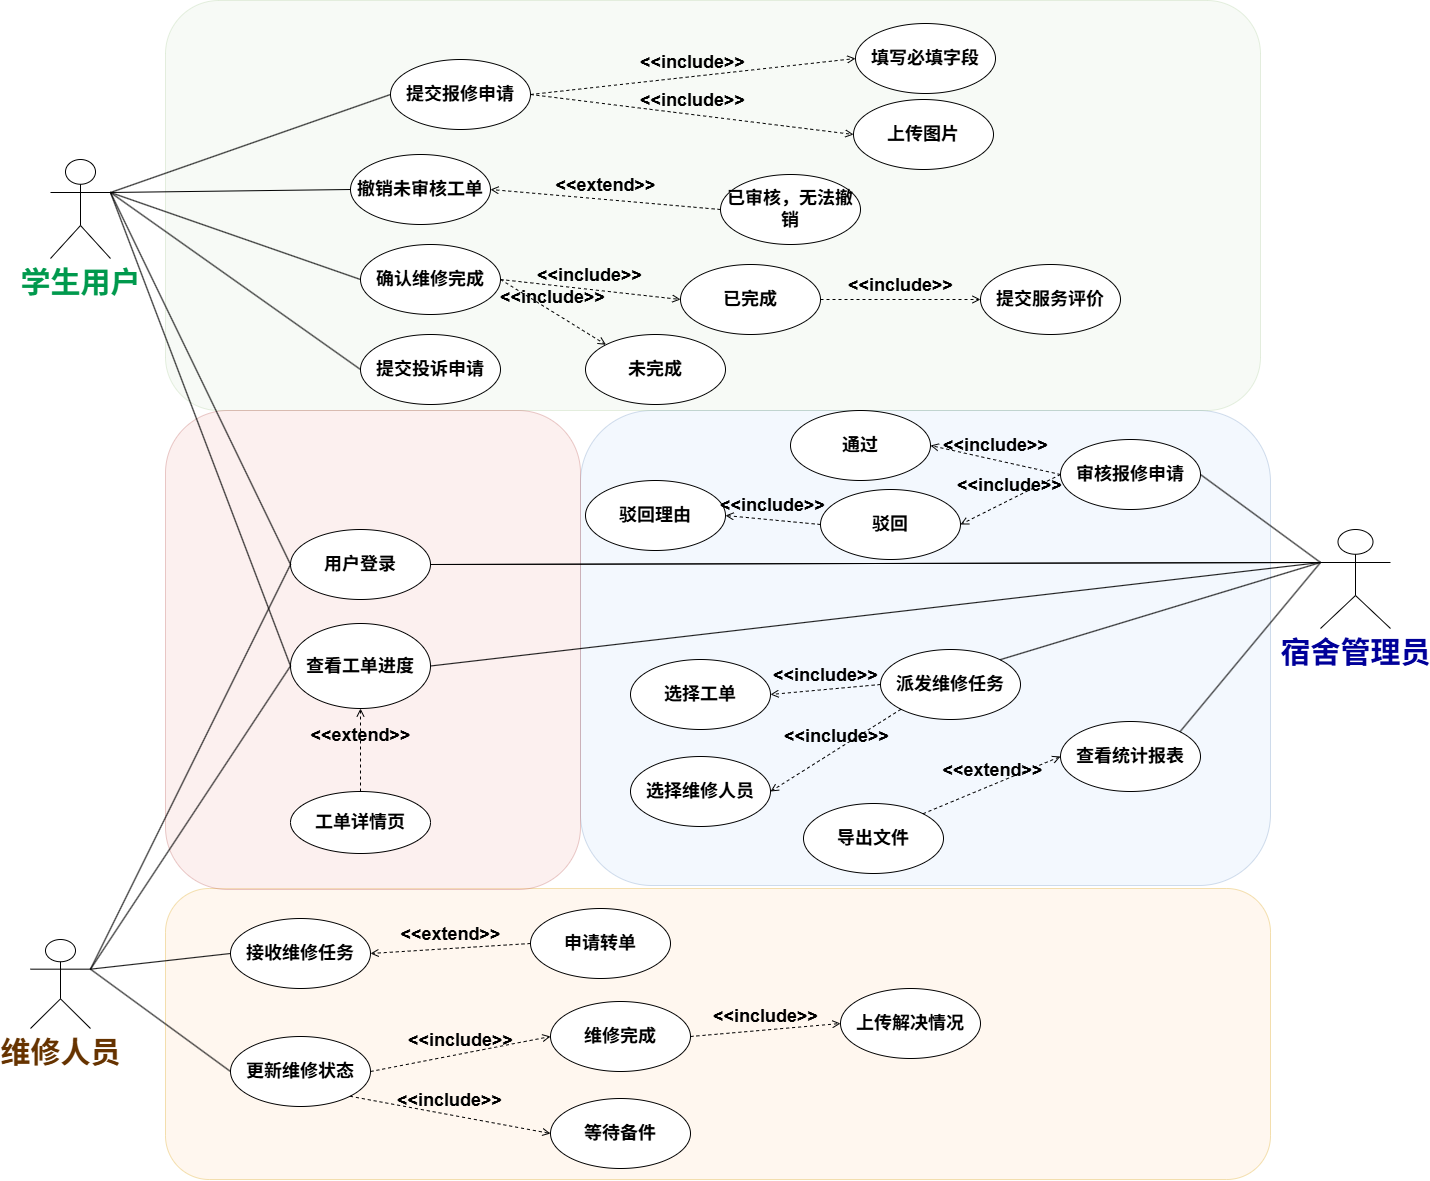 <<include>>
填写必填字段
提交报修申请
<<include>>
上传图片
<<extend>>
撤销未审核工单
已审核，无法撤
销
学生用户
确认维修完成
<<include>>
<<include>>
已完成
<<include>>
提交服务评价
提交投诉申请
未完成
通过
<<include>>
审核报修申请
<<include>>
驳回理由
<<include>>
驳回
用户登录
宿舍管理员
查看工单进度
<<extend>>
工单详情页
选择工单
<<include>>
派发维修任务
<<include>>
选择维修人员
<<extend>>
查看统计报表
导出文件
接收维修任务
<<extend>>
申请转单
维修人员
更新维修状态
<<include>>
维修完成
<<include>>
上传解决情况
<<include>>
等待备件